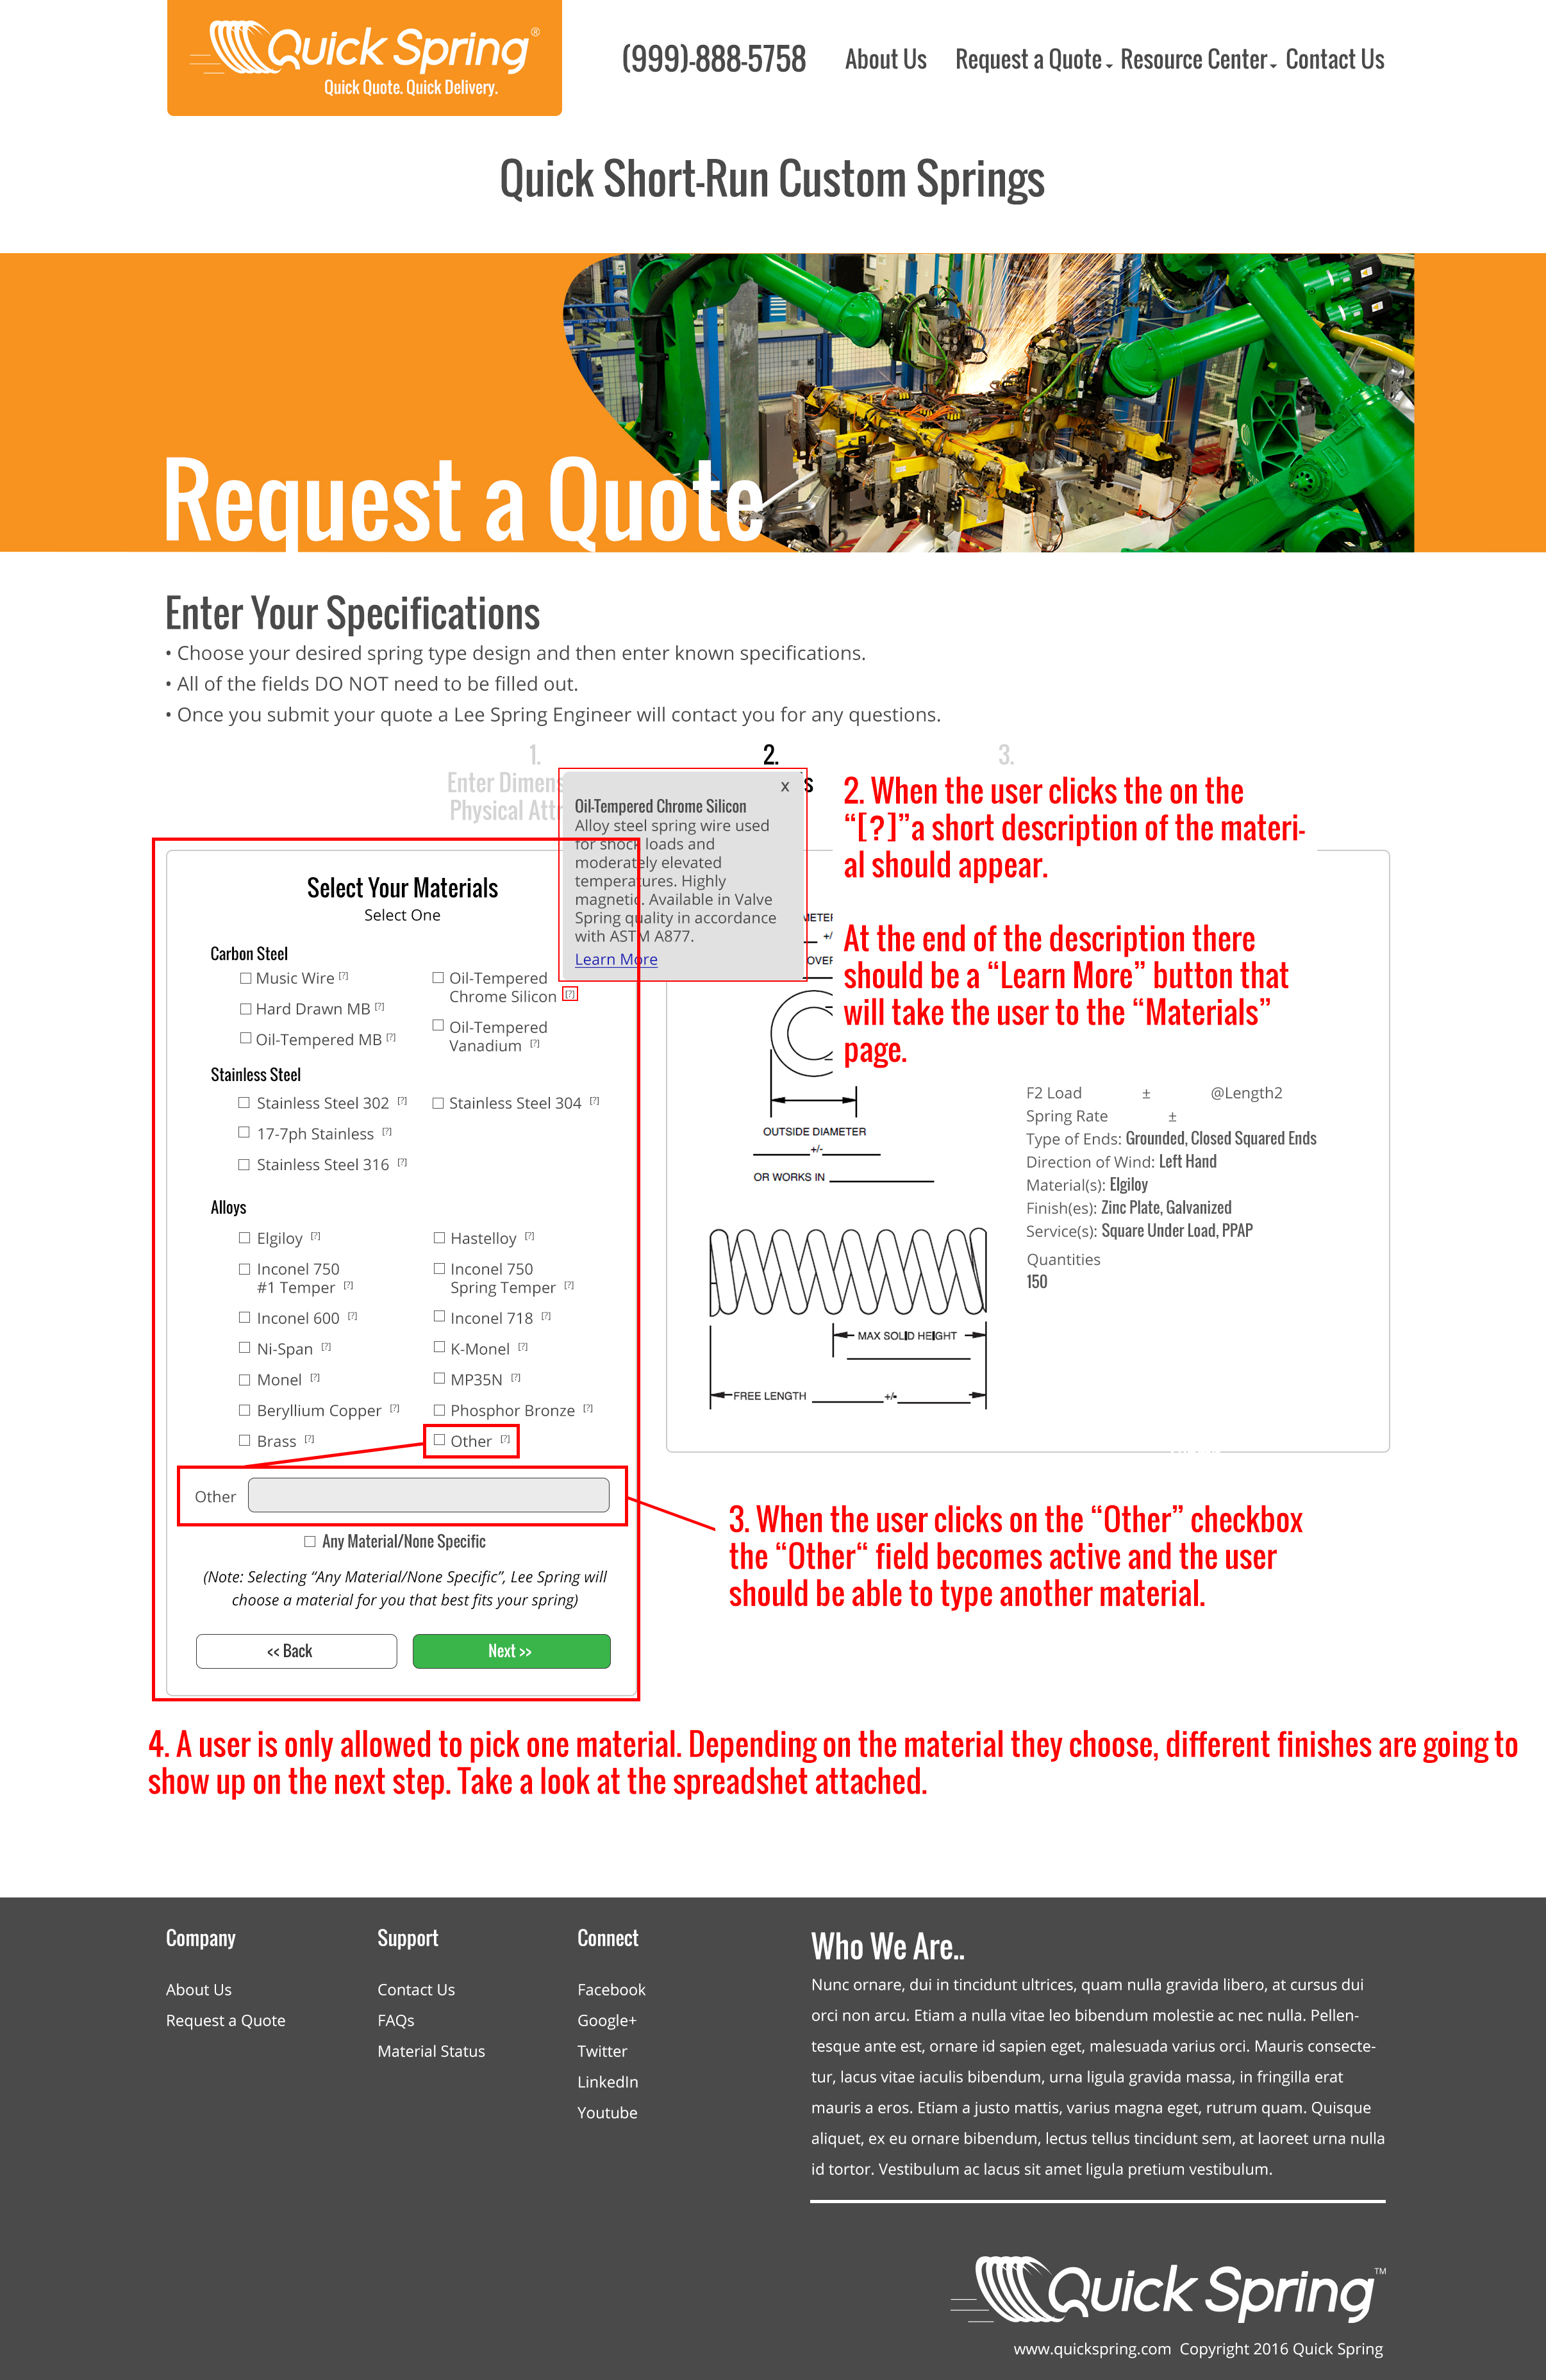 Quick Spring®
Quick Quote. Quick Delivery.
(999)-888-5758
About Us
Request a Quote
Resource Center
Contact Us
Quick Short-Run Custom Springs
Request a Quote
Enter Your Specifications
• Choose your desired spring type design and then enter known specifications.
• All of the fields DO NOT need to be filled out.
• Once you submit your quote a Lee Spring Engineer will contact you for any questions.
1.
Enter Dimens
Physical Att
2.
s
3.
x
Oil-Tempered Chrome Silicon
Alloy steel spring wire used
for shock loads and
moderately elevated
temperatures. Highly
magnetic. Available in Valve
Spring quality in accordance
with ASTM A877.
Learn More
2. When the user clicks the on the
“[?]”a short description of the materi-
al should appear.
At the end of the description there
should be a “Learn More” button that
will take the user to the “Materials”
page.
Select Your Materials
Select One
Carbon Steel
Music Wire [?]
Hard Drawn MB [?]
Oil-Tempered MB [?]
Oil-Tempered
Chrome Silicon [?]
Oil-Tempered
Vanadium [?]
Stainless Steel
Stainless Steel 302 [?]
Stainless Steel 304 [?]
17-7ph Stainless [?]
Stainless Steel 316 [?]
Alloys
Elgiloy [?]
Hastelloy [?]
Inconel 750
#1 Temper [?]
Inconel 750
Spring Temper [?]
Inconel 600 [?]
Inconel 718 [?]
Ni-Span [?]
K-Monel [?]
Monel [?]
MP35N [?]
Beryllium Copper [?]
Phosphor Bronze [?]
Brass [?]
Other [?]
Other
Any Material/None Specific
(Note: Selecting “Any Material/None Specific”, Lee Spring will
choose a material for you that best fits your spring)
<< Back
Next >>
METER
+/
OVER
OUTSIDE DIAMETER
+/-
OR WORKS IN
MAX SOLID HEIGHT
FREE LENGTH
+/-
F2 Load ± @Length2
Spring Rate ±
Type of Ends: Grounded, Closed Squared Ends
Direction of Wind: Left Hand
Material(s): Elgiloy
Finish(es): Zinc Plate, Galvanized
Service(s): Square Under Load, PPAP
Quantities
150
3. When the user clicks on the “Other” checkbox
the “Other“ field becomes active and the user
should be able to type another material.
4. A user is only allowed to pick one material. Depending on the material they choose, different finishes are going to
show up on the next step. Take a look at the spreadshet attached.
Company
About Us
Request a Quote
Support
Contact Us
FAQs
Material Status
Connect
Facebook
Google+
Twitter
LinkedIn
Youtube
Who We Are..
Nunc ornare, dui in tincidunt ultrices, quam nulla gravida libero, at cursus dui
orci non arcu. Etiam a nulla vitae leo bibendum molestie ac nec nulla. Pellen-
tesque ante est, ornare id sapien eget, malesuada varius orci. Mauris consecte-
tur, lacus vitae iaculis bibendum, urna ligula gravida massa, in fringilla erat
mauris a eros. Etiam a justo mattis, varius magna eget, rutrum quam. Quisque
aliquet, ex eu ornare bibendum, lectus tellus tincidunt sem, at laoreet urna nulla
id tortor. Vestibulum ac lacus sit amet ligula pretium vestibulum.
Quick Spring™
www.quickspring.com Copyright 2016 Quick Spring